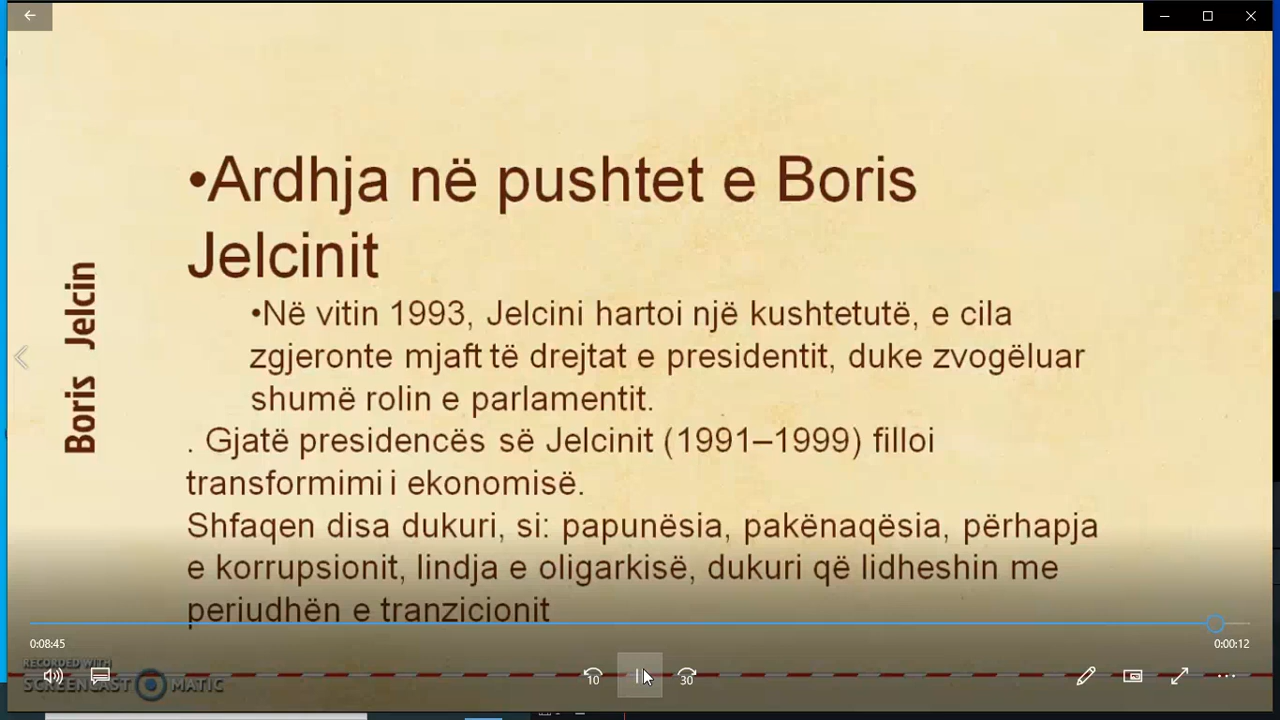 •Ardhja në pushtet e Boris
Jelcinit
Boris Jelcin
•Në vitin 1993, Jelcini hartoi një kushtetutë, e cila
zgjeronte mjaft të drejtat e presidentit, duke zvogëluar
shumë rolin e parlamentit.
. Gjatë presidencës së Jelcinit (1991–1999) filloi
transformimi i ekonomisë.
Shfaqen disa dukuri, si: papunësia, pakënaqësia, përhapja
e korrupsionit, lindja e oligarkisë, dukuri që lidheshin me
periudhën e tranzicionit
0:08:45
0:00:12
RECORDED WITH
SCREENCAST MATIC
10
30